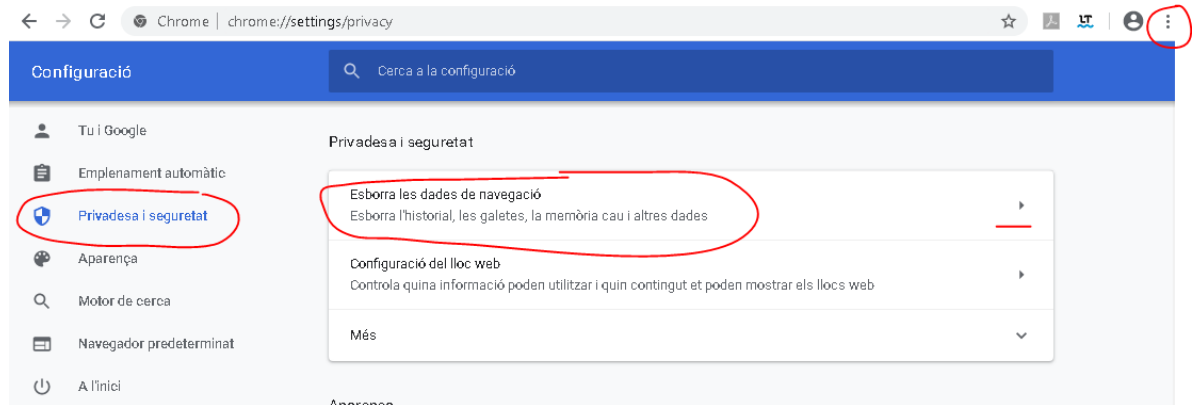 Chrome | chrome://settings/privacy
LT
Configuració
Cerca a la configuració
Tu i Google
Emplenament automàtic
Privadesa i seguretat
Aparença
Motor de cerca
Navegador predeterminat
A l'inici
Privadesa i seguretat
Esborra les dades de navegació
Esborra l'historial, les galetes, la memòria cau i altres dades
Configuració del lloc web
Controla quina informació poden utilitzar i quin contingut et poden mostrar els llocs web
Més
Aparença